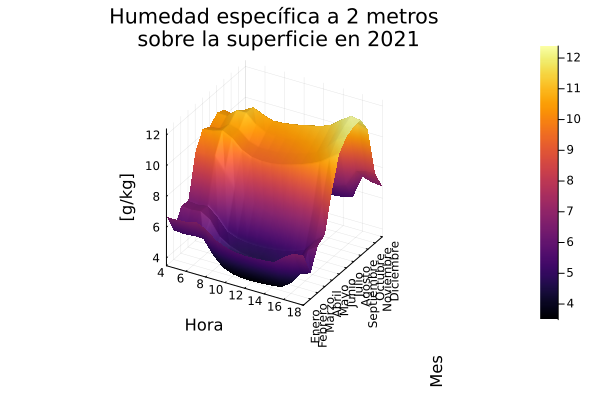 Humedad específica a 2 metros
sobre la superficie en 2021
12
10
8
6
4
[g/kg]
4
6
8
10
12
14
16
18
Hora
Enero
Febrero
Marzo
Abril
Mayo
Junio
Julio
Agosto
Septiembre
Octubre
Noviembre
Diciembre
Mes
12
11
10
9
8
7
6
5
4